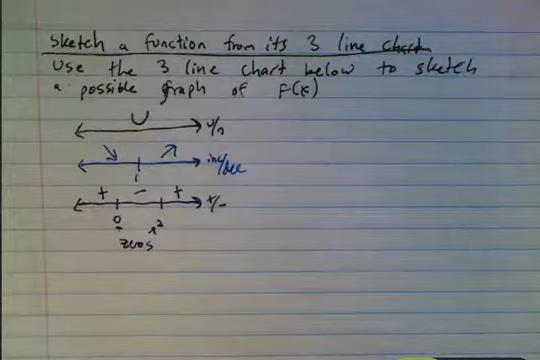 Sketch a function from its 3 line chart
Use the 3 line chart below to sketch
a possible graph of f(x)
∪ ∪/∩
↘ ↗ inc/dec
1
+ − + +/−
0 2
zeros